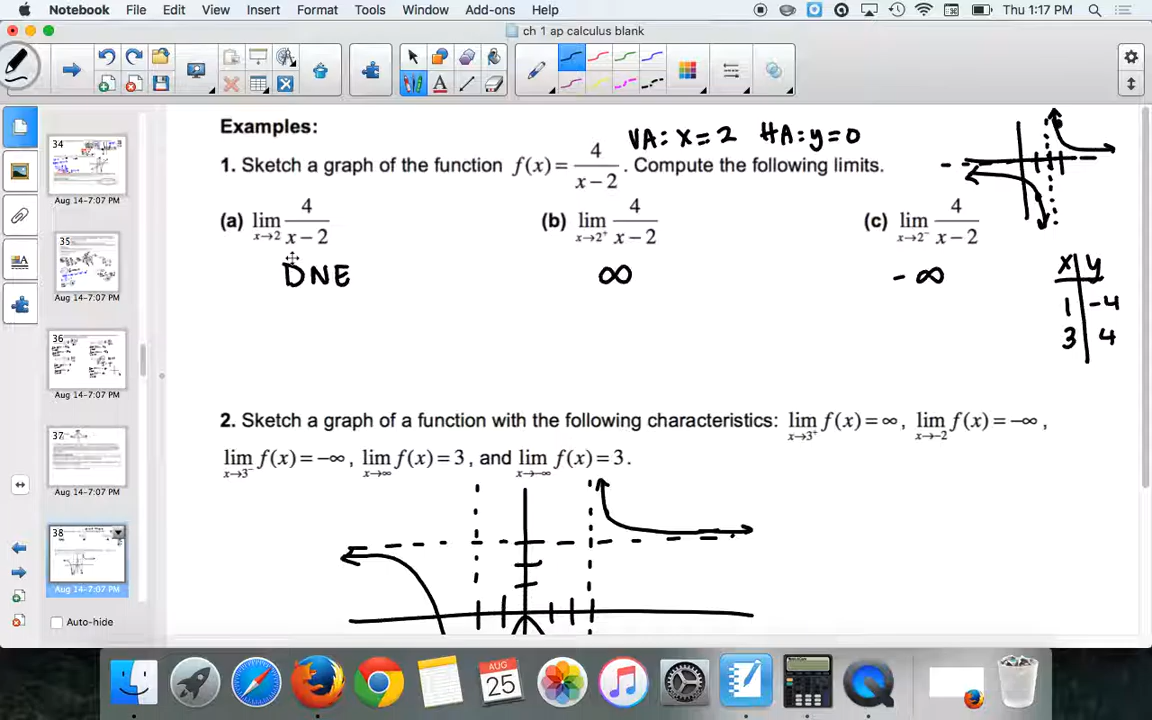 Notebook File Edit View Insert Format Tools Window Add-ons Help Thu 1:17 PM
ch 1 ap calculus blank
34
Aug 14-7:07 PM
35
Aug 14-7:07 PM
36
Aug 14-7:07 PM
37
Aug 14-7:07 PM
38
Aug 14-7:07 PM
Auto-hide
Examples:
VA: x=2 HA: y=0
1. Sketch a graph of the function f(x) = 4/(x−2). Compute the following limits.
(a) lim x→2 4/(x−2) (b) lim x→2⁺ 4/(x−2) (c) lim x→2⁻ 4/(x−2)
DNE ∞ -∞
x y
1 -4
3 4
2. Sketch a graph of a function with the following characteristics: lim x→3⁺ f(x) = ∞, lim x→−2 f(x) = −∞,
lim x→3⁻ f(x) = −∞, lim x→∞ f(x) = 3, and lim x→−∞ f(x) = 3.
AUG
25